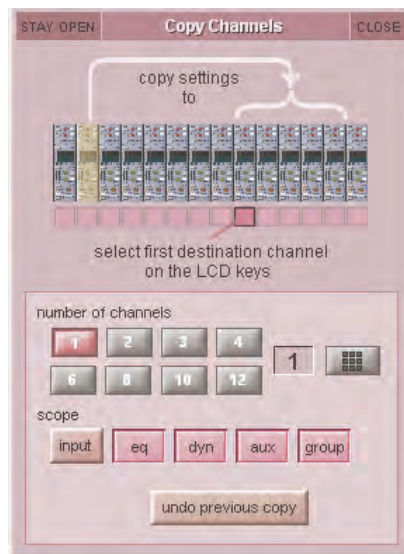 STAY OPEN Copy Channels CLOSE
copy settings
to
select first destination channel
on the LCD keys
number of channels
1 2 3 4
1
6 8 10 12
scope
input eq dyn aux group
undo previous copy